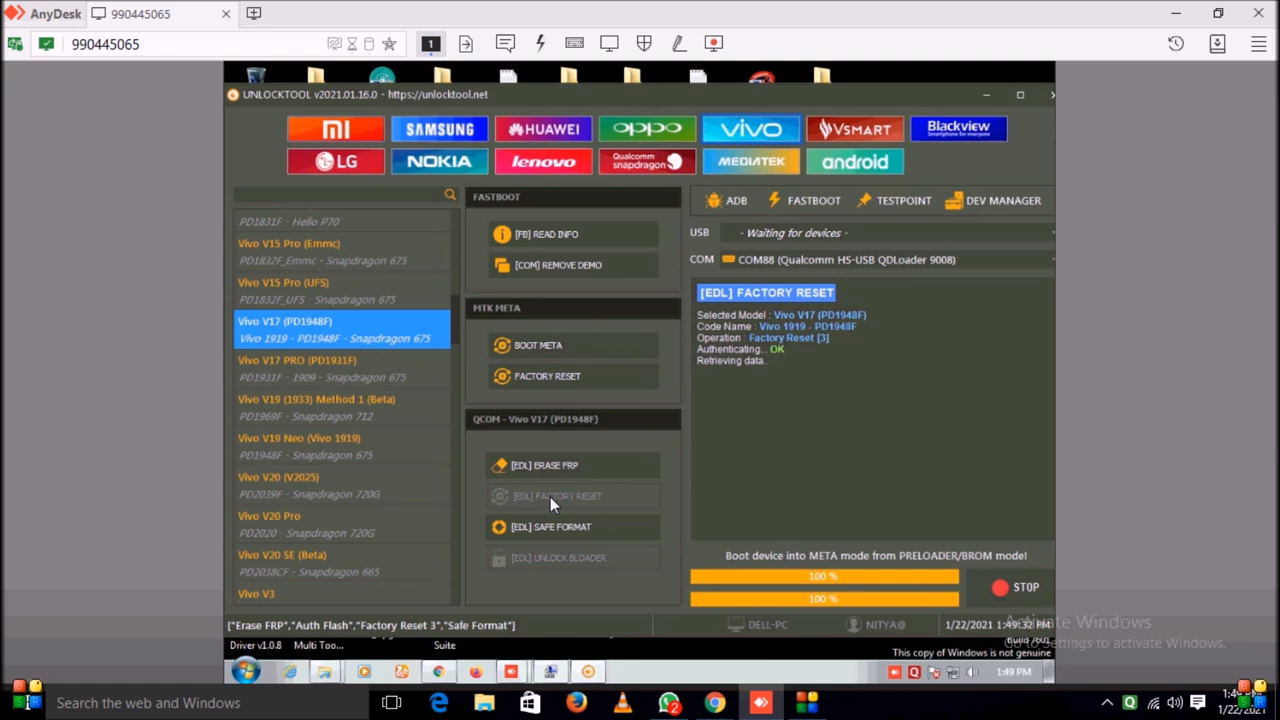 AnyDesk
990445065
990445065
1
UNLOCKTOOL v2021.01.16.0 - https://unlocktool.net
MI
SAMSUNG
HUAWEI
oppo
vivo
VSMART
Blackview
LG
NOKIA
lenovo
Qualcomm
snapdragon
MEDIATEK
android
PD1831F - Helio P70
Vivo V15 Pro (Emmc)
PD1832F_Emmc - Snapdragon 675
Vivo V15 Pro (UFS)
PD1832F_UFS - Snapdragon 675
Vivo V17 (PD1948F)
Vivo 1919 - PD1948F - Snapdragon 675
Vivo V17 PRO (PD1931F)
PD1931F - 1909 - Snapdragon 675
Vivo V19 (1933) Method 1 (Beta)
PD1969F - Snapdragon 712
Vivo V19 Neo (Vivo 1919)
PD1948F - Snapdragon 675
Vivo V20 (V2025)
PD2039F - Snapdragon 720G
Vivo V20 Pro
PD2020 - Snapdragon 720G
Vivo V20 SE (Beta)
PD2038CF - Snapdragon 665
Vivo V3
FASTBOOT
[FB] READ INFO
[COM] REMOVE DEMO
MTK META
BOOT META
FACTORY RESET
QCOM - Vivo V17 (PD1948F)
[EDL] ERASE FRP
[EDL] FACTORY RESET
[EDL] SAFE FORMAT
[EDL] UNLOCK BLOADER
ADB
FASTBOOT
TESTPOINT
DEV MANAGER
USB
- Waiting for devices -
COM
COM88 (Qualcomm HS-USB QDLoader 9008)
[EDL] FACTORY RESET
Selected Model : Vivo V17 (PD1948F)
Code Name : Vivo 1919 - PD1948F
Operation : Factory Reset [3]
Authenticating.. OK
Retrieving data..
Boot device into META mode from PRELOADER/BROM mode!
100 %
100 %
STOP
["Erase FRP","Auth Flash","Factory Reset 3","Safe Format"]
DELL-PC
NITYA@
1/22/2021 1:49:32 PM
Activate Windows
Go to Settings to activate Windows.
Driver v1.0.8
Multi Too...
Suite
Build 7601
This copy of Windows is not genuine
1:49 PM
Search the web and Windows
2
1/22/2021